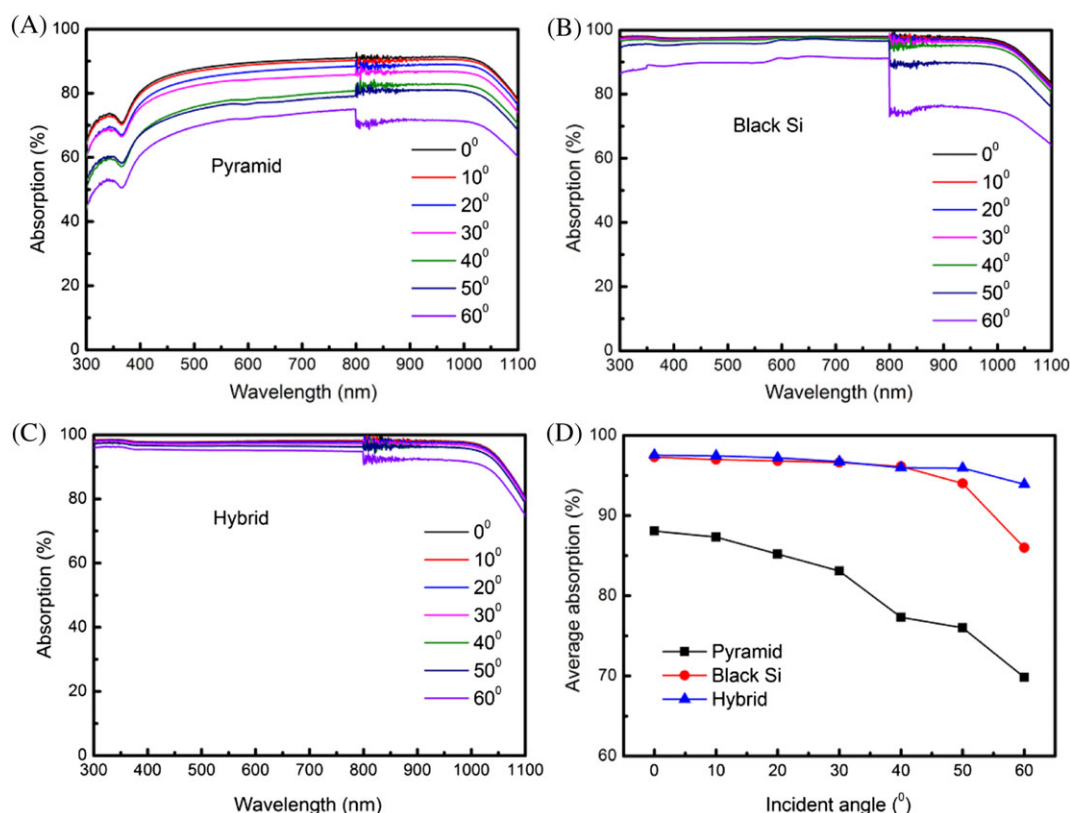 (A)
100
80
60
40
20
0
Absorption (%)
Pyramid
0⁰
10⁰
20⁰
30⁰
40⁰
50⁰
60⁰
300 400 500 600 700 800 900 1000 1100
Wavelength (nm)
(B)
100
80
60
40
20
0
Absorption (%)
Black Si
0⁰
10⁰
20⁰
30⁰
40⁰
50⁰
60⁰
300 400 500 600 700 800 900 1000 1100
Wavelength (nm)
(C)
100
80
60
40
20
0
Absorption (%)
Hybrid
0⁰
10⁰
20⁰
30⁰
40⁰
50⁰
60⁰
300 400 500 600 700 800 900 1000 1100
Wavelength (nm)
(D)
100
90
80
70
60
Average absorption (%)
Pyramid
Black Si
Hybrid
0 10 20 30 40 50 60
Incident angle (⁰)